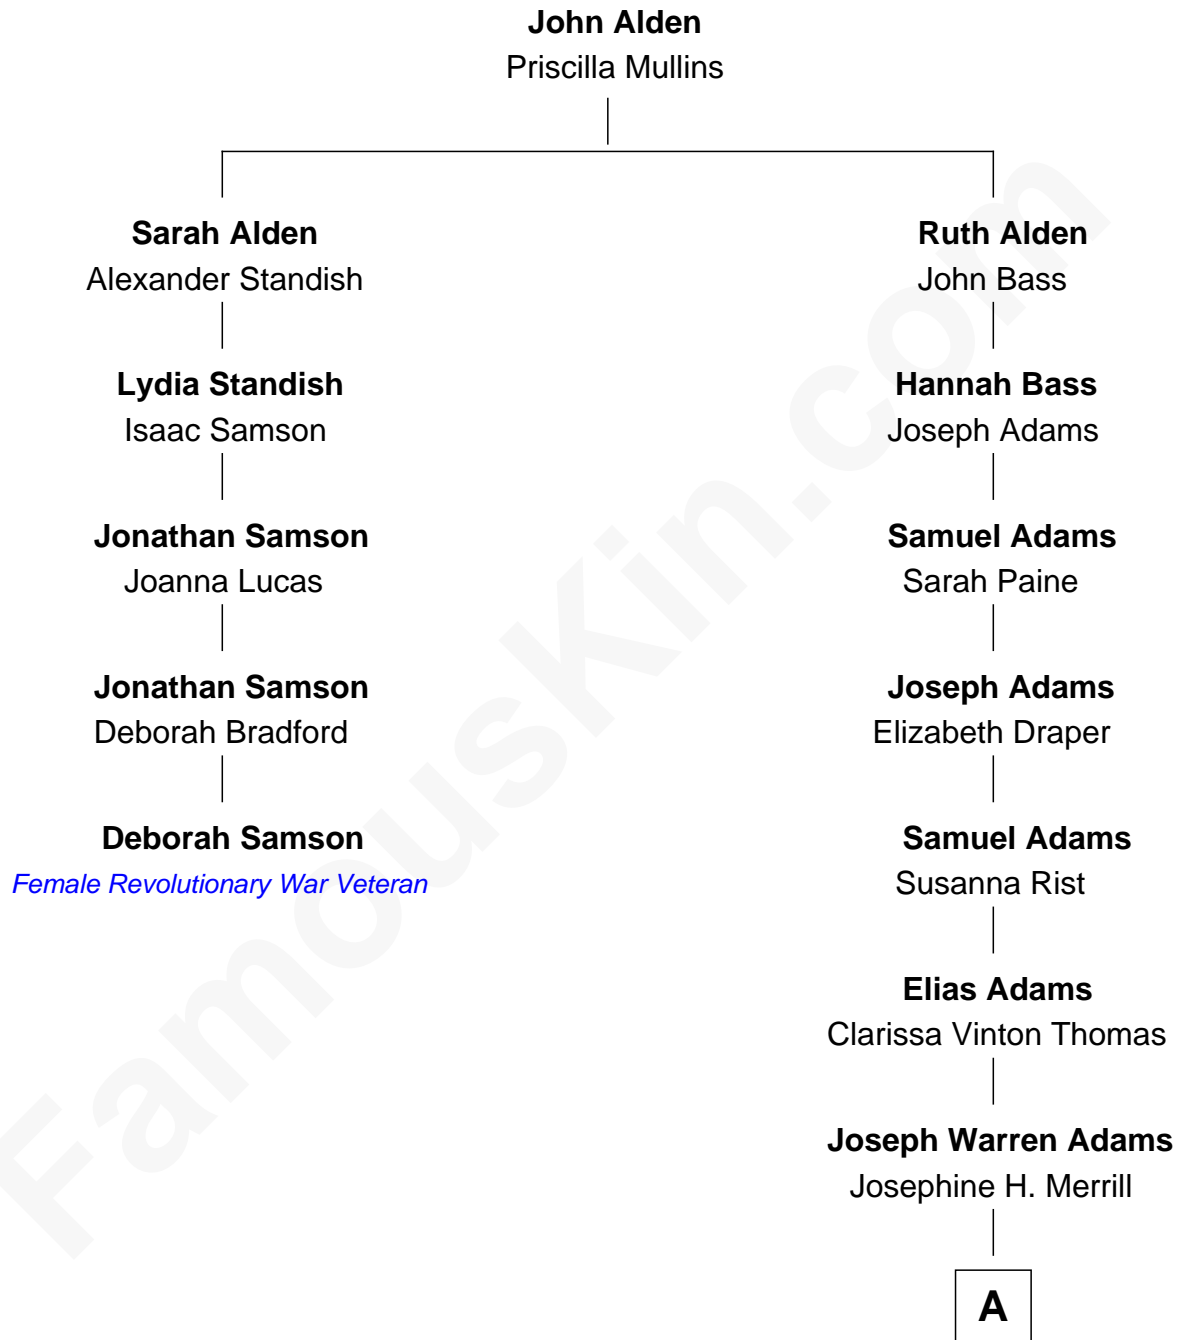 John Alden
Priscilla Mullins
Sarah Alden
Alexander Standish
Lydia Standish
Isaac Samson
Jonathan Samson
Joanna Lucas
Jonathan Samson
Deborah Bradford
Deborah Samson
Female Revolutionary War Veteran
Ruth Alden
John Bass
Hannah Bass
Joseph Adams
Samuel Adams
Sarah Paine
Joseph Adams
Elizabeth Draper
Samuel Adams
Susanna Rist
Elias Adams
Clarissa Vinton Thomas
Joseph Warren Adams
Josephine H. Merrill
A
FamousKin.com